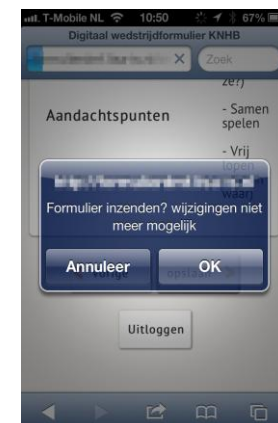 T-Mobile NL 10:50 67%
Digitaal wedstrijdformulier KNHB
Zoek
ze?)
Aandachtspunten
- Samen
spelen
- Vrij
lopen
Formulier inzenden? wijzigingen niet
meer mogelijk
Annuleer OK
Uitloggen